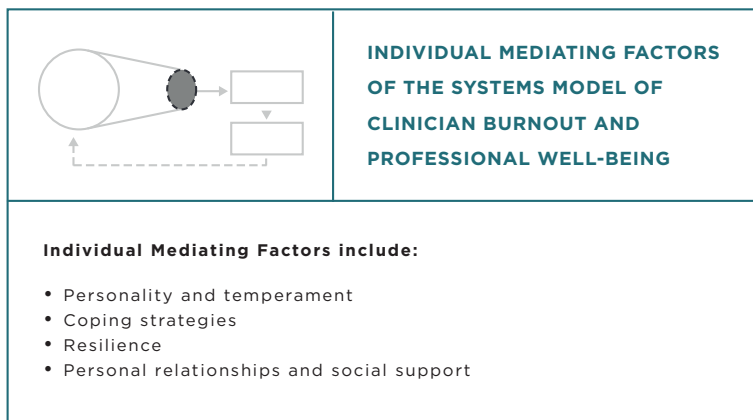 INDIVIDUAL MEDIATING FACTORS
OF THE SYSTEMS MODEL OF
CLINICIAN BURNOUT AND
PROFESSIONAL WELL-BEING
Individual Mediating Factors include:
• Personality and temperament
• Coping strategies
• Resilience
• Personal relationships and social support